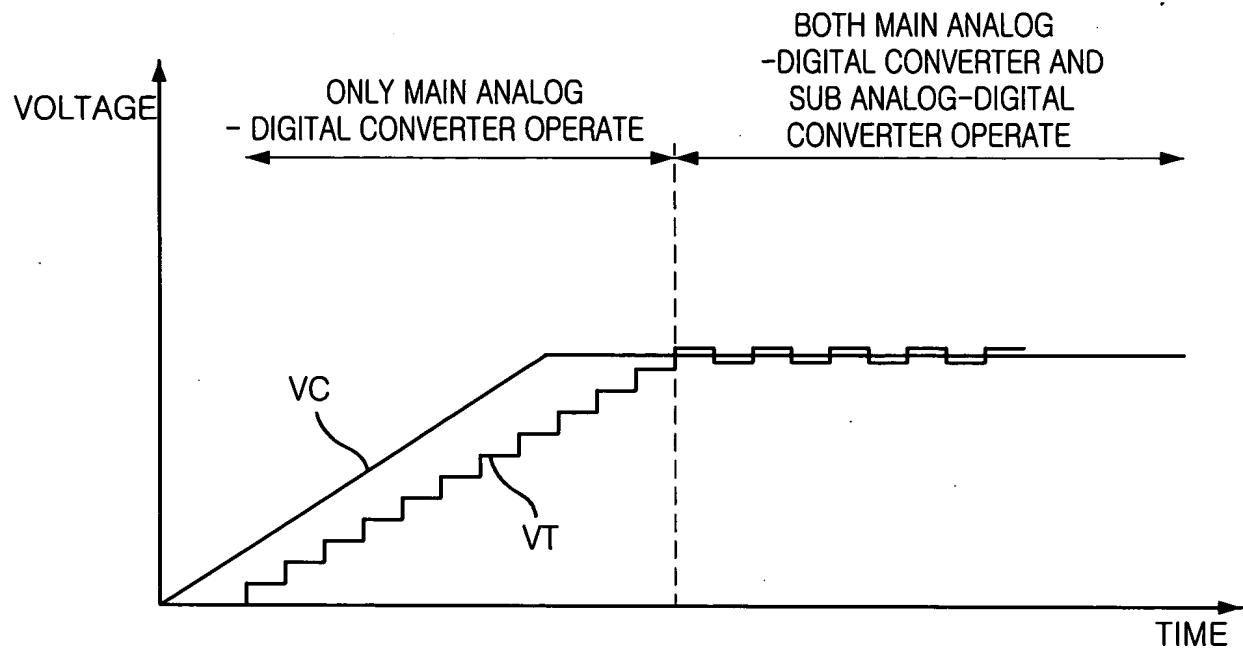 VOLTAGE
ONLY MAIN ANALOG
- DIGITAL CONVERTER OPERATE
BOTH MAIN ANALOG
-DIGITAL CONVERTER AND
SUB ANALOG-DIGITAL
CONVERTER OPERATE
VC
VT
TIME